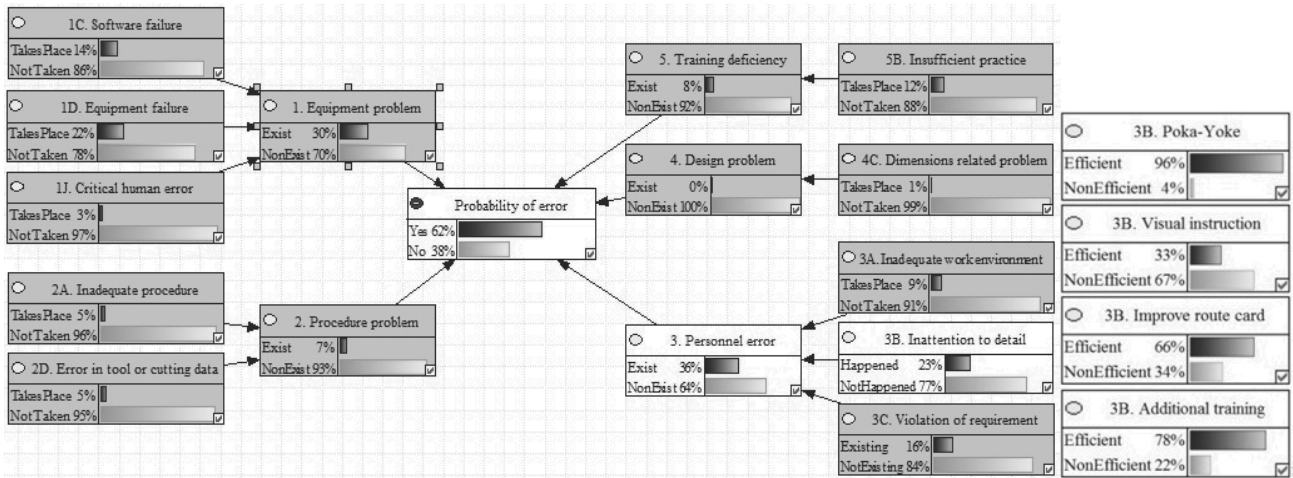 1C. Software failure
TakesPlace 14%
NotTaken 86%
1D. Equipment failure
TakesPlace 22%
NotTaken 78%
1J. Critical human error
TakesPlace 3%
NotTaken 97%
1. Equipment problem
Exist 30%
NonExist 70%
2A. Inadequate procedure
TakesPlace 5%
NotTaken 96%
2D. Error in tool or cutting data
TakesPlace 5%
NotTaken 95%
2. Procedure problem
Exist 7%
NonExist 93%
Probability of error
Yes 62%
No 38%
5. Training deficiency
Exist 8%
NonExist 92%
5B. Insufficient practice
TakesPlace 12%
NotTaken 88%
4. Design problem
Exist 0%
NonExist 100%
4C. Dimensions related problem
TakesPlace 1%
NotTaken 99%
3. Personnel error
Exist 36%
NonExist 64%
3A. Inadequate work environment
TakesPlace 9%
NotTaken 91%
3B. Inattention to detail
Happened 23%
NotHappened 77%
3C. Violation of requirement
Existing 16%
NotExisting 84%
3B. Poka-Yoke
Efficient 96%
NonEfficient 4%
3B. Visual instruction
Efficient 33%
NonEfficient 67%
3B. Improve route card
Efficient 66%
NonEfficient 34%
3B. Additional training
Efficient 78%
NonEfficient 22%